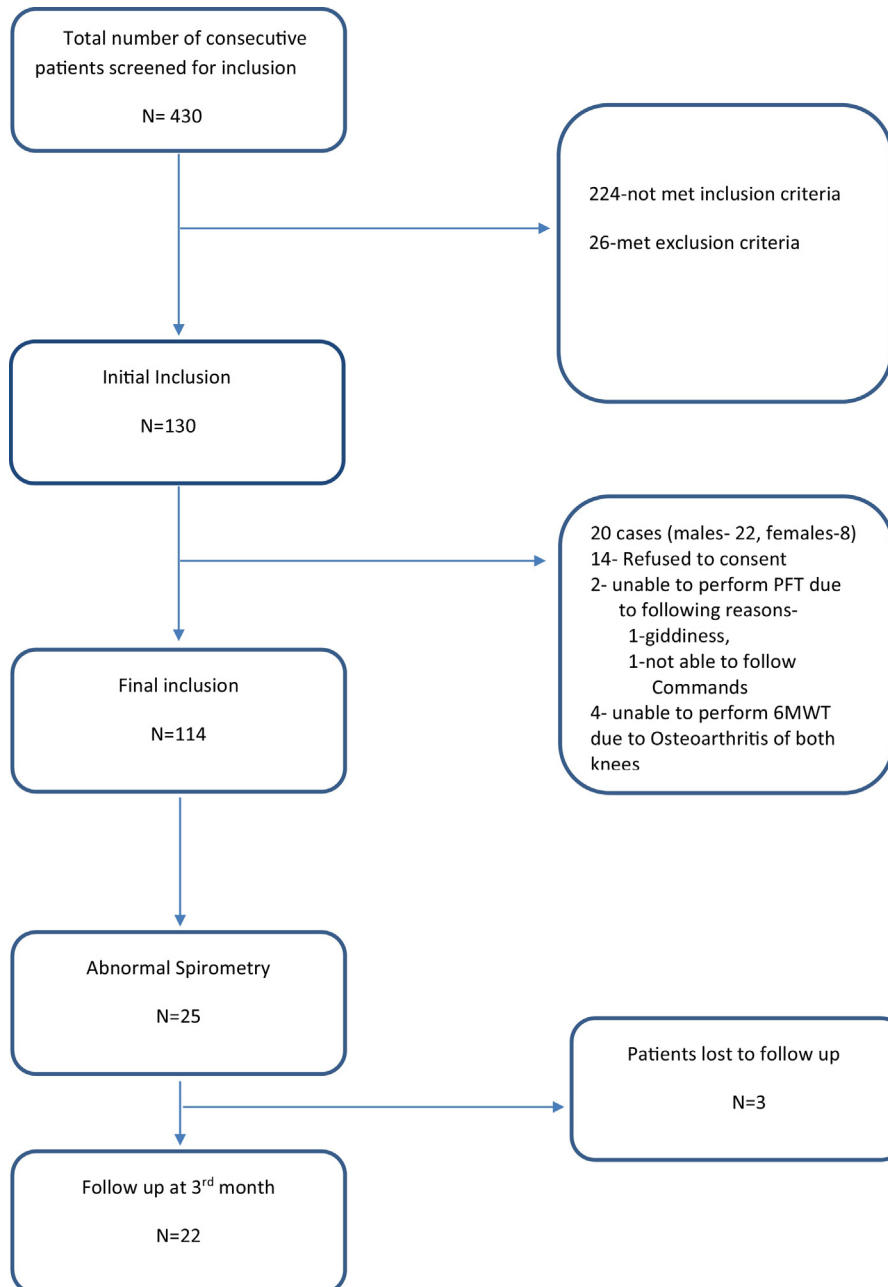 Total number of consecutive
patients screened for inclusion
N= 430
224-not met inclusion criteria
26-met exclusion criteria
Initial Inclusion
N=130
20 cases (males- 22, females-8)
14- Refused to consent
2- unable to perform PFT due
to following reasons-
1-giddiness,
1-not able to follow
Commands
4- unable to perform 6MWT
due to Osteoarthritis of both
knees
Final inclusion
N=114
Abnormal Spirometry
N=25
Patients lost to follow up
N=3
Follow up at 3rd month
N=22